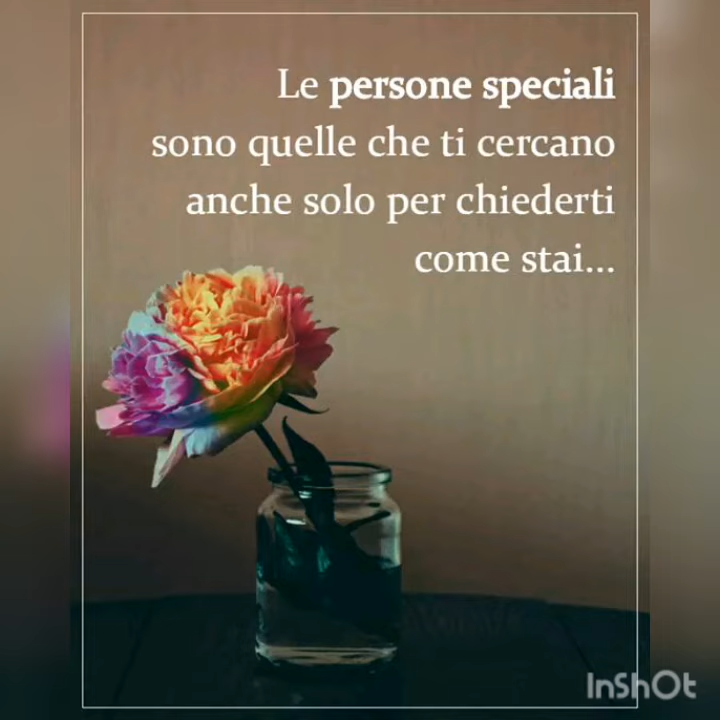 Le persone speciali
sono quelle che ti cercano
anche solo per chiederti
come stai...
InShOt